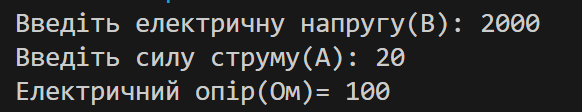 Введіть електричну напругу(В): 2000
Введіть силу струму(А): 20
Електричний опір(Ом)= 100